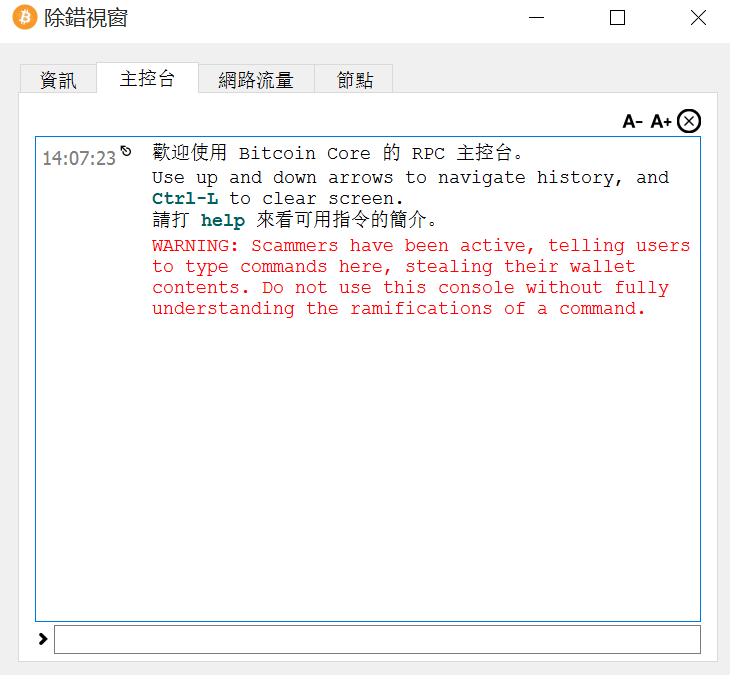 除錯視窗
資訊 主控台 網路流量 節點
A- A+
14:07:23 歡迎使用 Bitcoin Core 的 RPC 主控台。
Use up and down arrows to navigate history, and
Ctrl-L to clear screen.
請打 help 來看可用指令的簡介。
WARNING: Scammers have been active, telling users
to type commands here, stealing their wallet
contents. Do not use this console without fully
understanding the ramifications of a command.